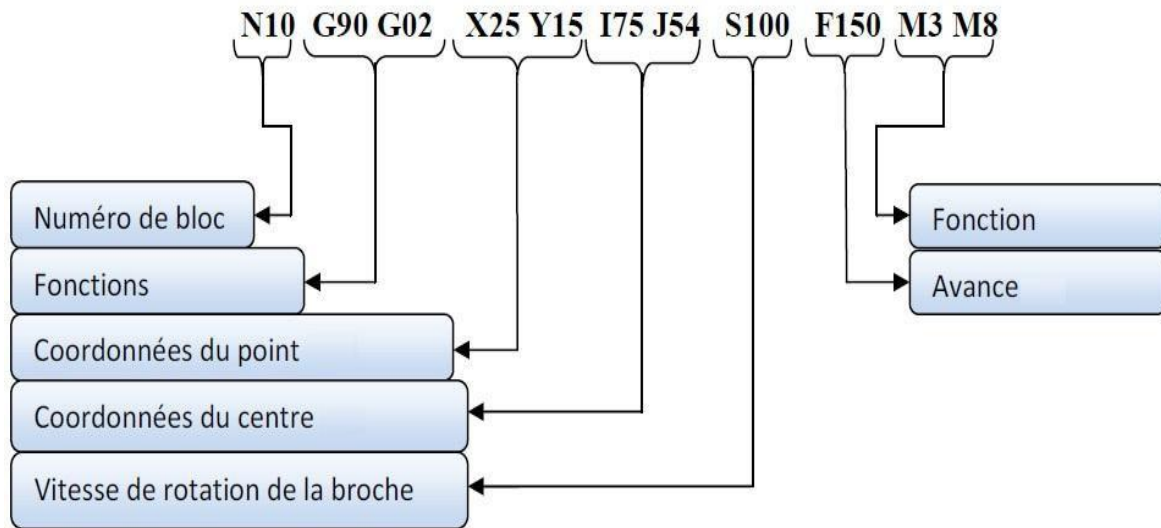 N10 G90 G02 X25 Y15 I75 J54 S100 F150 M3 M8
Numéro de bloc
Fonction
Fonctions
Avance
Coordonnées du point
Coordonnées du centre
Vitesse de rotation de la broche